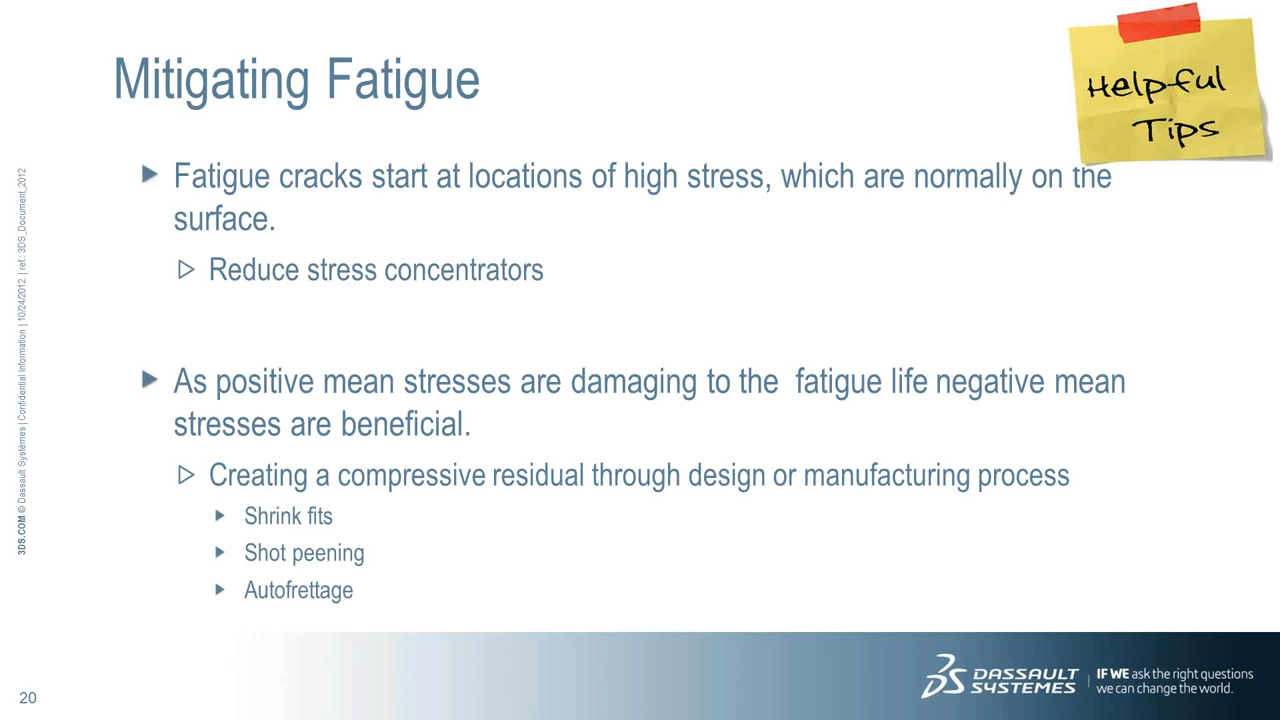 Mitigating Fatigue
Helpful
Tips
Fatigue cracks start at locations of high stress, which are normally on the
surface.
Reduce stress concentrators
As positive mean stresses are damaging to the fatigue life negative mean
stresses are beneficial.
Creating a compressive residual through design or manufacturing process
Shrink fits
Shot peening
Autofrettage
3DS.COM © Dassault Systèmes | Confidential Information | 10/24/2012 | ref.: 3DS_Document_2012
20
DASSAULT
SYSTEMES
IF WE ask the right questions
we can change the world.